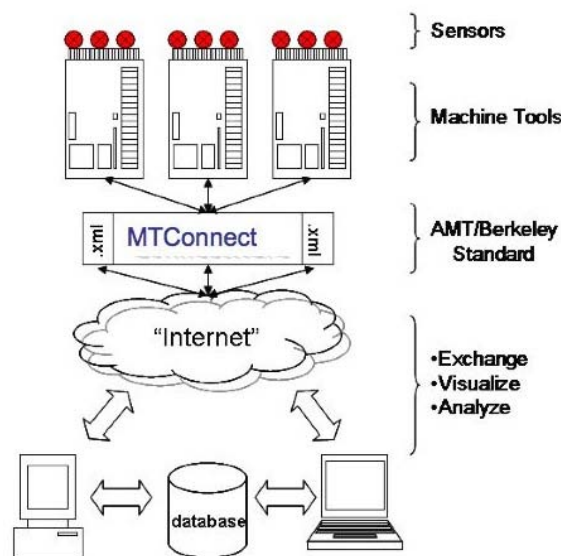 Sensors
Machine Tools
.xml
MTConnect
.xml
AMT/Berkeley
Standard
“Internet”
•Exchange
•Visualize
•Analyze
database